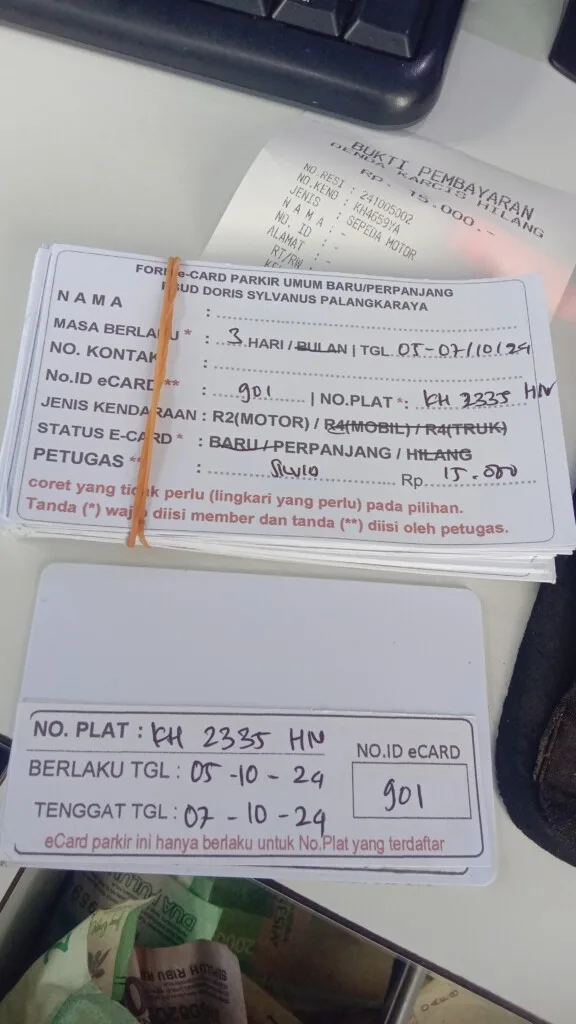 BUKTI PEMBAYARAN
DENDA KARCIS HILANG
RP. 15.000.-
NO.RESI : 241005002
NO.KEND : KH4659YA
JENIS : SEPEDA MOTOR
N A M A : -
NO. ID : -
ALAMAT : -
RT/RW :
FORM e-CARD PARKIR UMUM BARU/PERPANJANG
RSUD DORIS SYLVANUS PALANGKARAYA
N A M A :
MASA BERLAKU * : 3 HARI / BULAN | TGL 05-07/10/24
NO. KONTAK :
No.ID eCARD ** : 901 | NO.PLAT *: KH 2335 HN
JENIS KENDARAAN : R2(MOTOR) / R4(MOBIL) / R4(TRUK)
STATUS E-CARD * : BARU / PERPANJANG / HILANG
PETUGAS ** : Silvio Rp. 15.000
coret yang tidak perlu (lingkari yang perlu) pada pilihan.
Tanda (*) wajib diisi member dan tanda (**) diisi oleh petugas.
NO. PLAT : KH 2335 HN
NO.ID eCARD
BERLAKU TGL : 05 - 10 - 24
901
TENGGAT TGL : 07 - 10 - 24
eCard parkir ini hanya berlaku untuk No.Plat yang terdaftar
SEPULUH RIBU